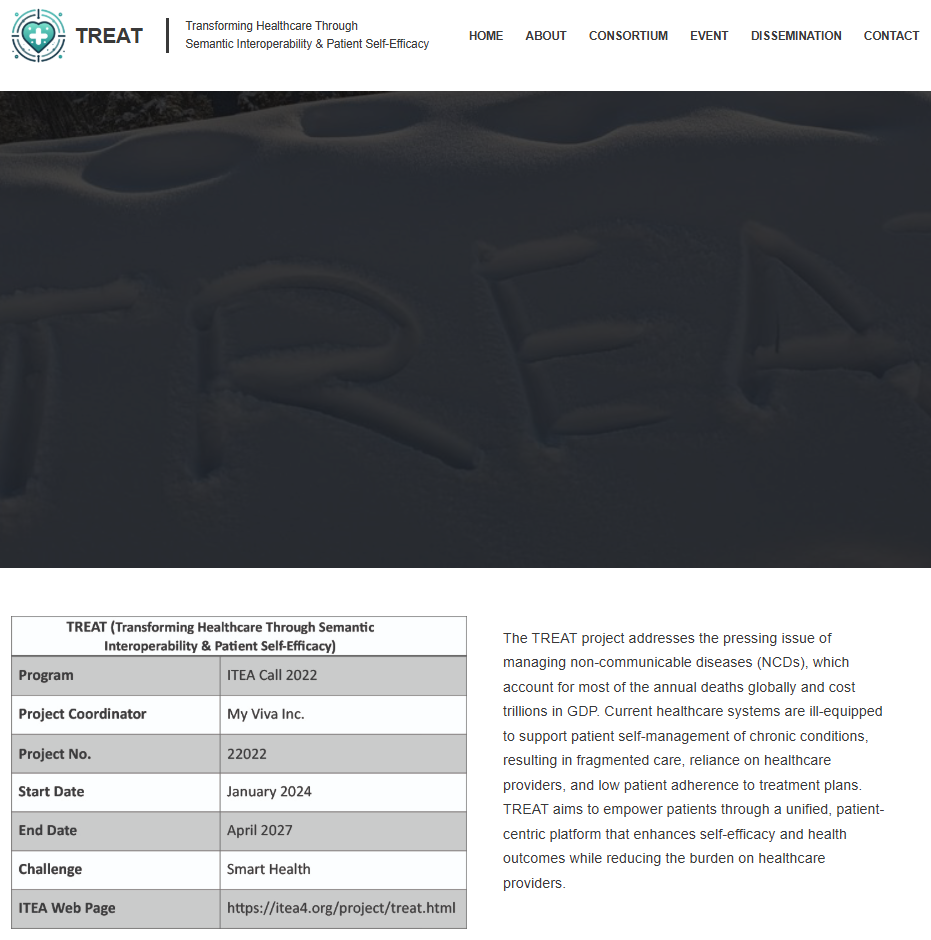 TREAT
Transforming Healthcare Through
Semantic Interoperability & Patient Self-Efficacy
HOME ABOUT CONSORTIUM EVENT DISSEMINATION CONTACT
TREA
TREAT (Transforming Healthcare Through Semantic
Interoperability & Patient Self-Efficacy)
Program ITEA Call 2022
Project Coordinator My Viva Inc.
Project No. 22022
Start Date January 2024
End Date April 2027
Challenge Smart Health
ITEA Web Page https://itea4.org/project/treat.html
The TREAT project addresses the pressing issue of
managing non-communicable diseases (NCDs), which
account for most of the annual deaths globally and cost
trillions in GDP. Current healthcare systems are ill-equipped
to support patient self-management of chronic conditions,
resulting in fragmented care, reliance on healthcare
providers, and low patient adherence to treatment plans.
TREAT aims to empower patients through a unified, patient-
centric platform that enhances self-efficacy and health
outcomes while reducing the burden on healthcare
providers.